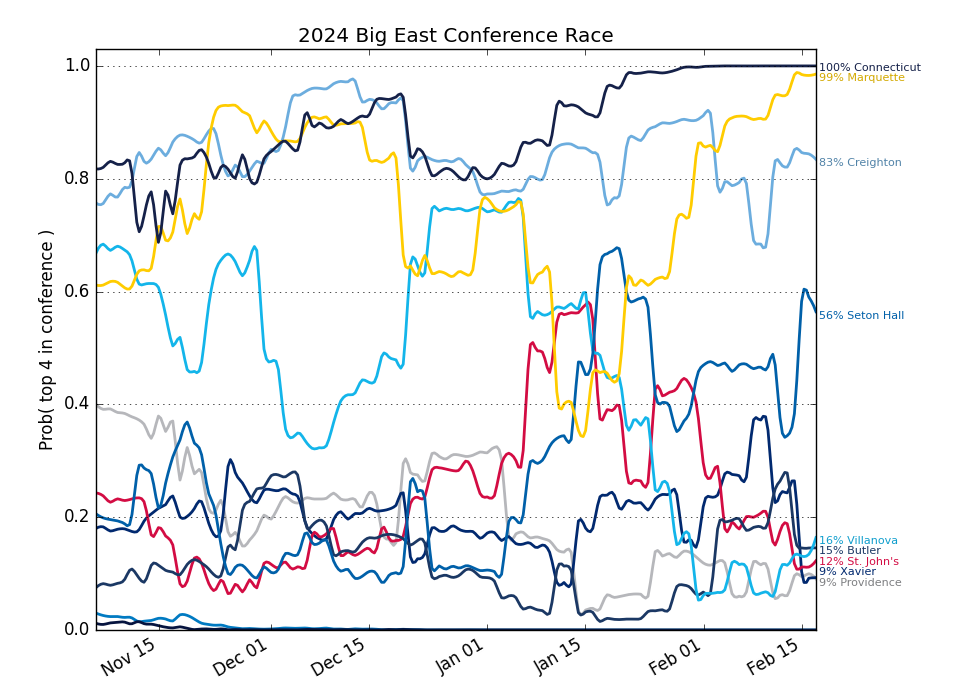 2024 Big East Conference Race
Prob( top 4 in conference )
1.0
0.8
0.6
0.4
0.2
0.0
Nov 15
Dec 01
Dec 15
Jan 01
Jan 15
Feb 01
Feb 15
100% Connecticut
99% Marquette
83% Creighton
56% Seton Hall
16% Villanova
15% Butler
12% St. John's
9% Xavier
9% Providence